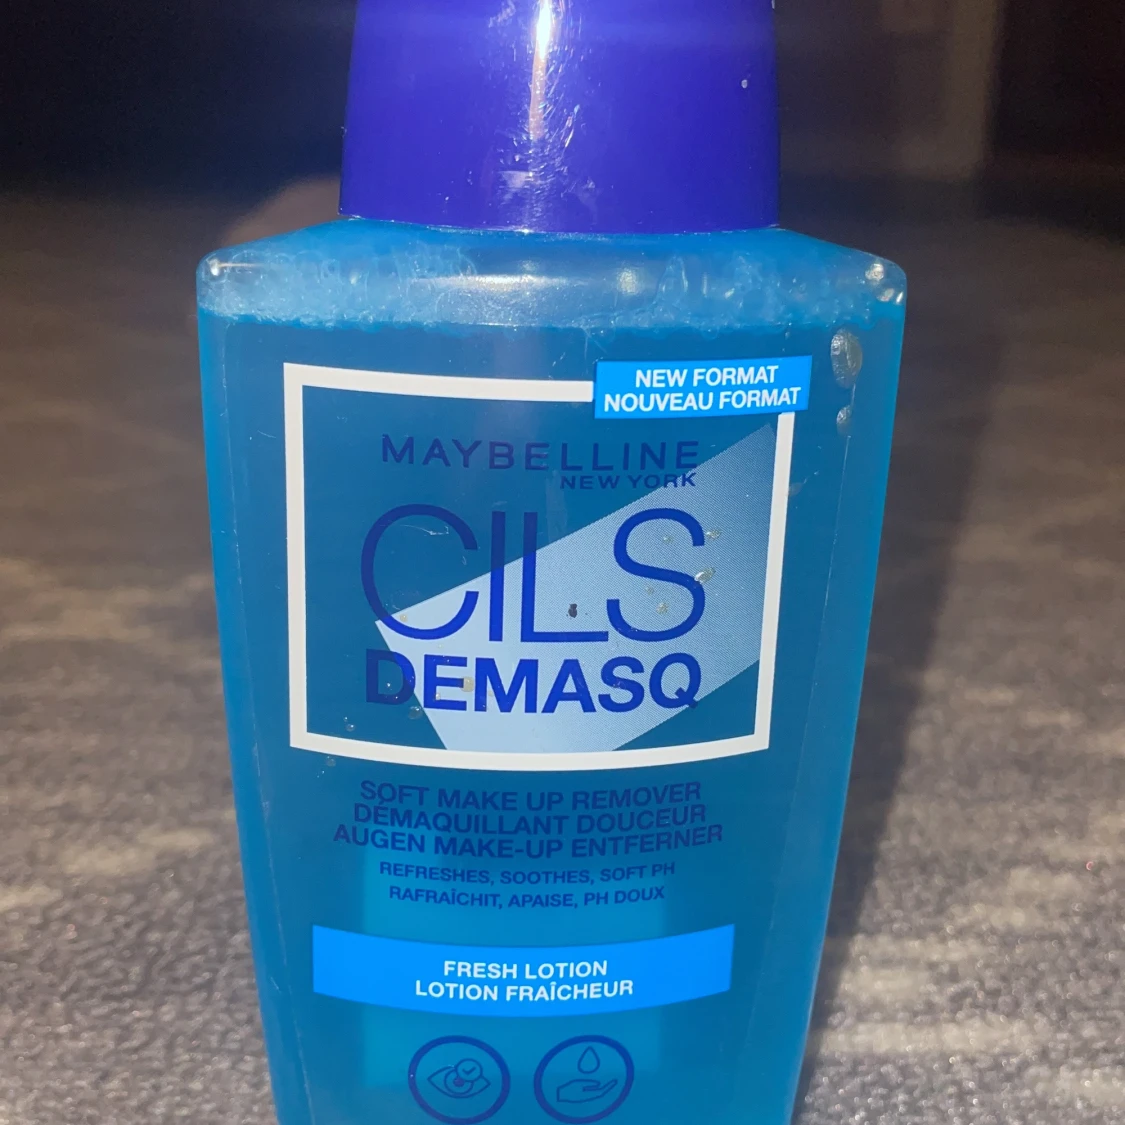 NEW FORMAT
NOUVEAU FORMAT
MAYBELLINE
NEW YORK
CILS
DEMASQ
SOFT MAKE UP REMOVER
DÉMAQUILLANT DOUCEUR
AUGEN MAKE-UP ENTFERNER
REFRESHES, SOOTHES, SOFT PH
RAFRAÎCHIT, APAISE, PH DOUX
FRESH LOTION
LOTION FRAÎCHEUR